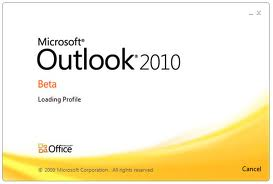 Microsoft®
Outlook® 2010
Beta
Loading Profile
Office
© 2009 Microsoft Corporation. All rights reserved.
Cancel